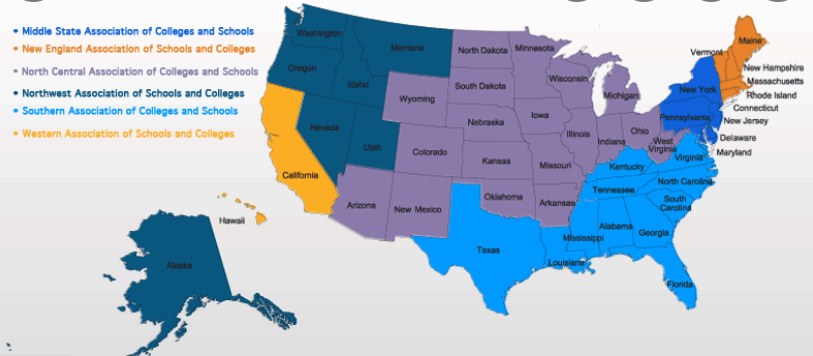 • Middle State Association of Colleges and Schools
• New England Association of Schools and Colleges
• North Central Association of Colleges and Schools
• Northwest Association of Schools and Colleges
• Southern Association of Colleges and Schools
• Western Association of Schools and Colleges
Washington
Montana
North Dakota
Minnesota
Maine
Vermont
Oregon
Idaho
Wyoming
South Dakota
Wisconsin
Michigan
New York
New Hampshire
Massachusetts
Rhode Island
Connecticut
New Jersey
Pennsylvania
Delaware
Maryland
Nevada
Utah
Colorado
Nebraska
Iowa
Illinois
Indiana
Ohio
West
Virginia
Virginia
California
Kansas
Missouri
Kentucky
North Carolina
Tennessee
South
Carolina
Arizona
New Mexico
Oklahoma
Arkansas
Hawaii
Texas
Mississippi
Alabama
Georgia
Louisiana
Florida
Alaska